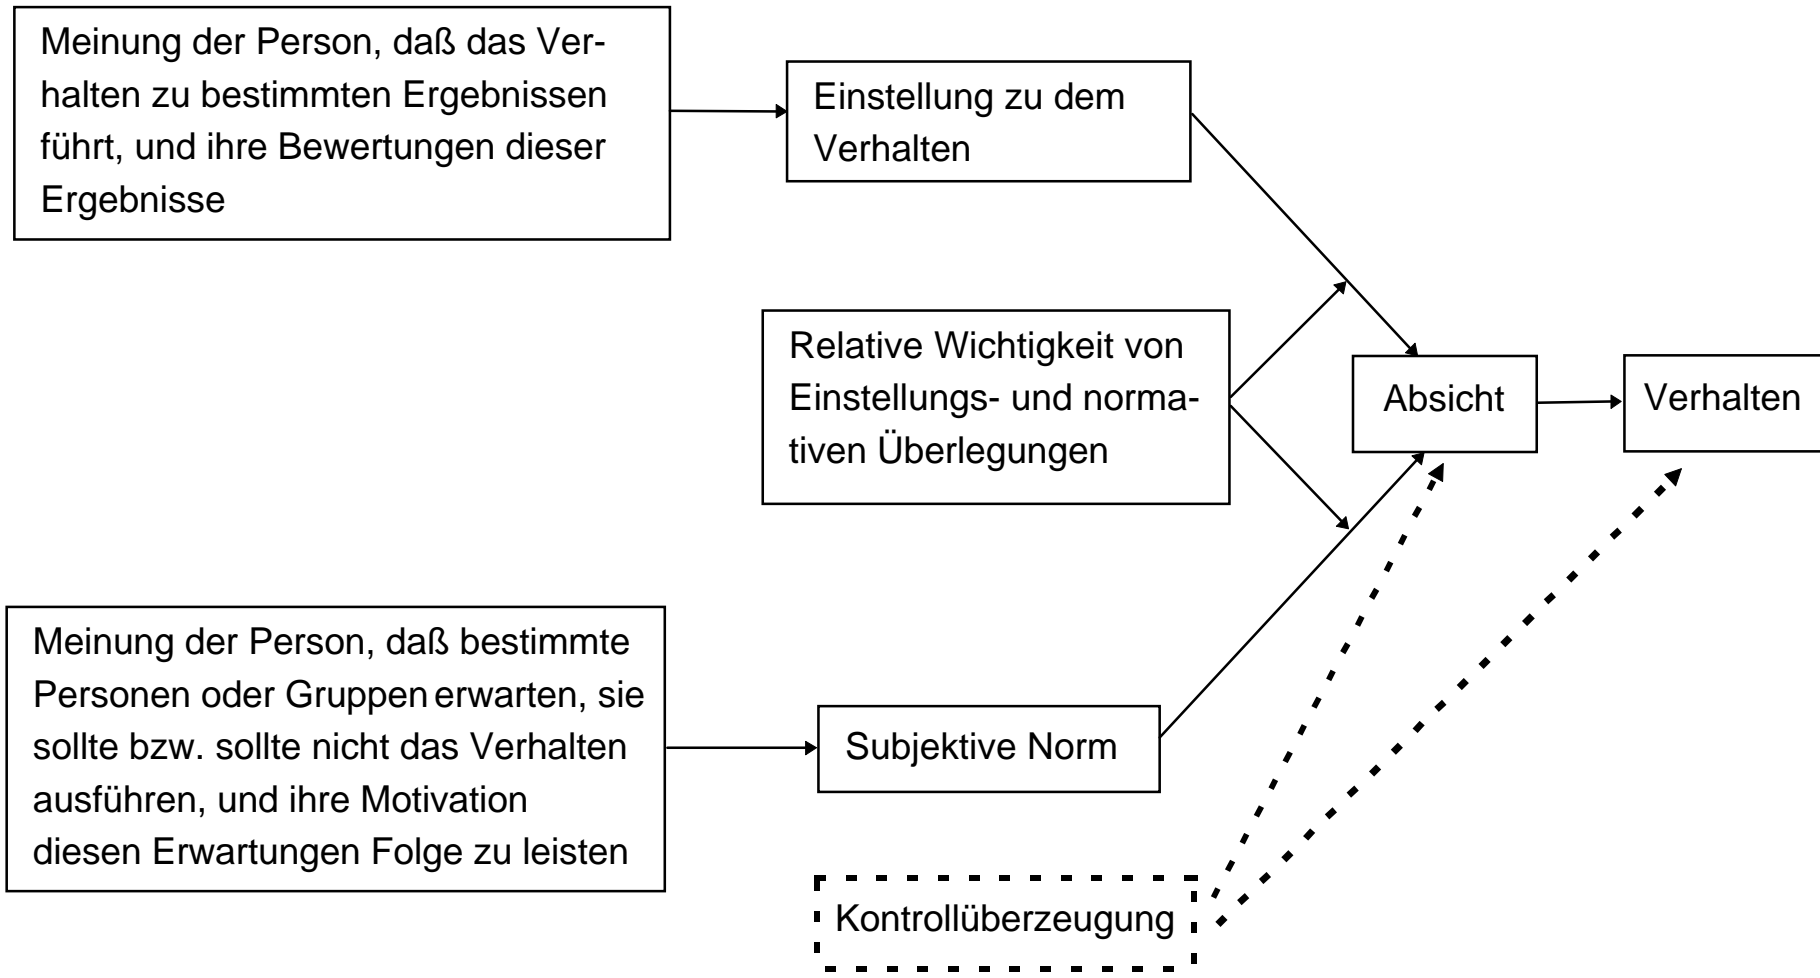 Meinung der Person, daß das Ver-
halten zu bestimmten Ergebnissen
führt, und ihre Bewertungen dieser
Ergebnisse
Einstellung zu dem
Verhalten
Relative Wichtigkeit von
Einstellungs- und norma-
tiven Überlegungen
Absicht
Verhalten
Meinung der Person, daß bestimmte
Personen oder Gruppen erwarten, sie
sollte bzw. sollte nicht das Verhalten
ausführen, und ihre Motivation
diesen Erwartungen Folge zu leisten
Subjektive Norm
Kontrollüberzeugung